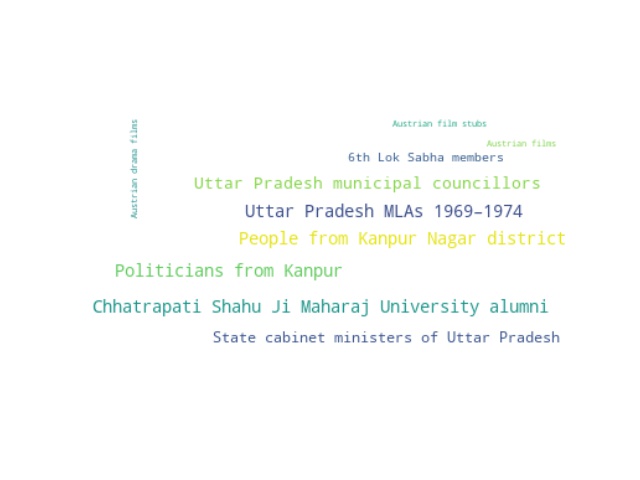 Austrian drama films
Austrian film stubs
Austrian films
6th Lok Sabha members
Uttar Pradesh municipal councillors
Uttar Pradesh MLAs 1969–1974
People from Kanpur Nagar district
Politicians from Kanpur
Chhatrapati Shahu Ji Maharaj University alumni
State cabinet ministers of Uttar Pradesh